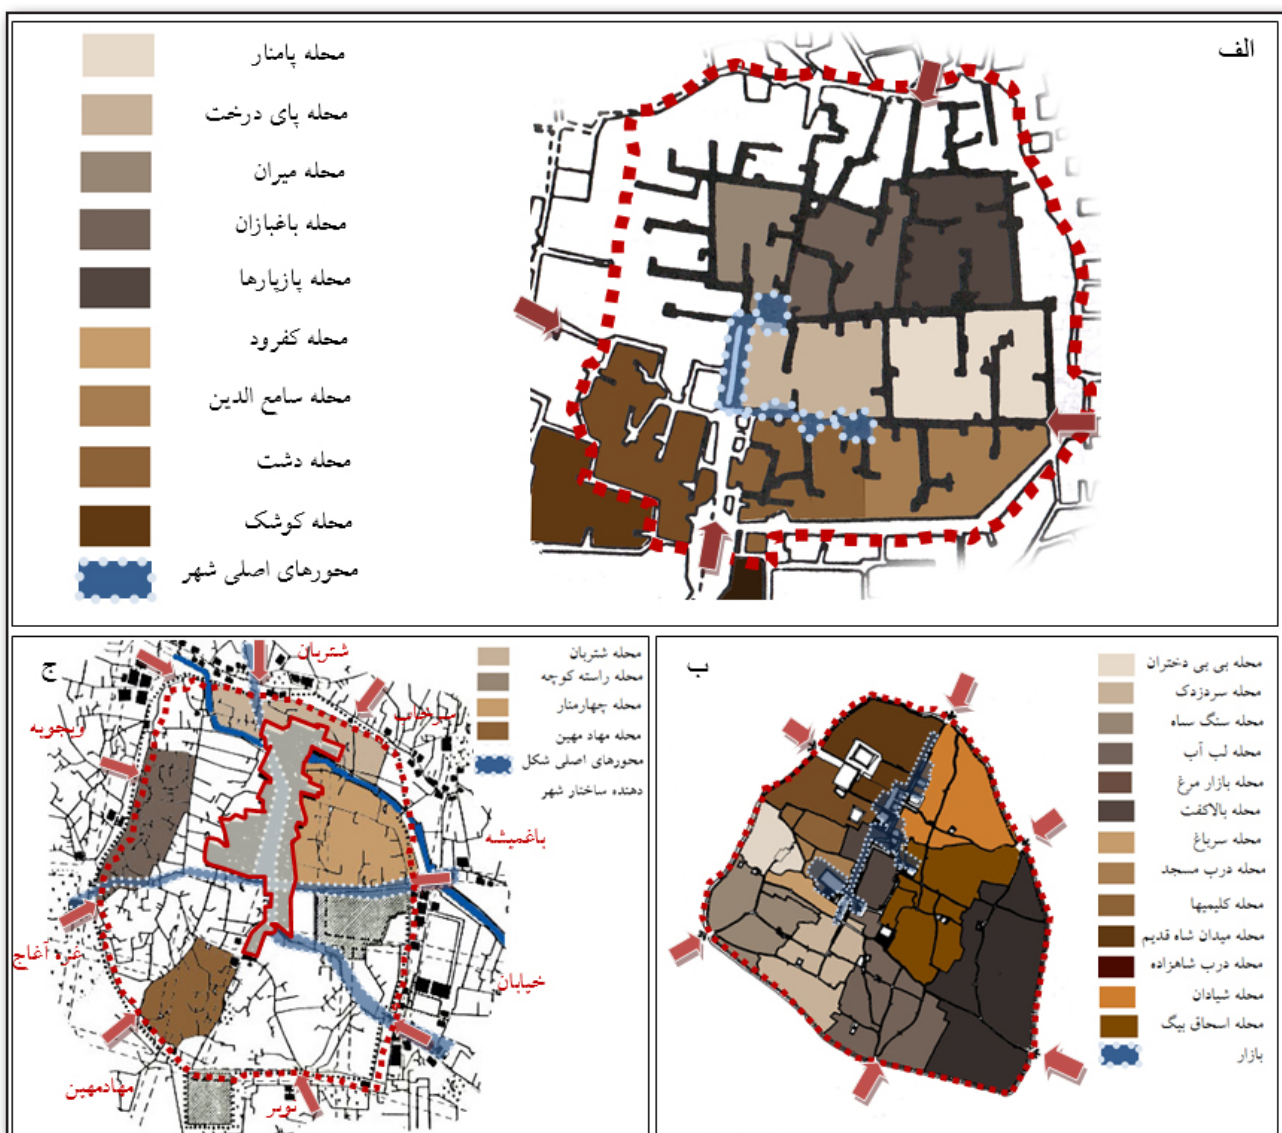 الف
محله پامنار
محله پای درخت
محله میران
محله باغبازان
محله پازپارها
محله کفرود
محله سامع الدین
محله دشت
محله کوشک
محورهای اصلی شهر
ب
محله بی بی دختران
محله سردزدک
محله سنگ سیاه
محله لب آب
محله بازار مرغ
محله بالاکفت
محله سرباغ
محله درب مسجد
محله کلیمیها
محله میدان شاه قدیم
محله درب شاهزاده
محله شیادان
محله اسحاق بیگ
بازار
ج
محله شتربان
محله راسته کوچه
محله چهارمنار
محله مهاد مهین
محورهای اصلی شکل
دهنده ساختار شهر
شتربان
سرخاب
ویجویه
باغمیشه
غره آغاج
خیابان
مهادمهین
نوبر